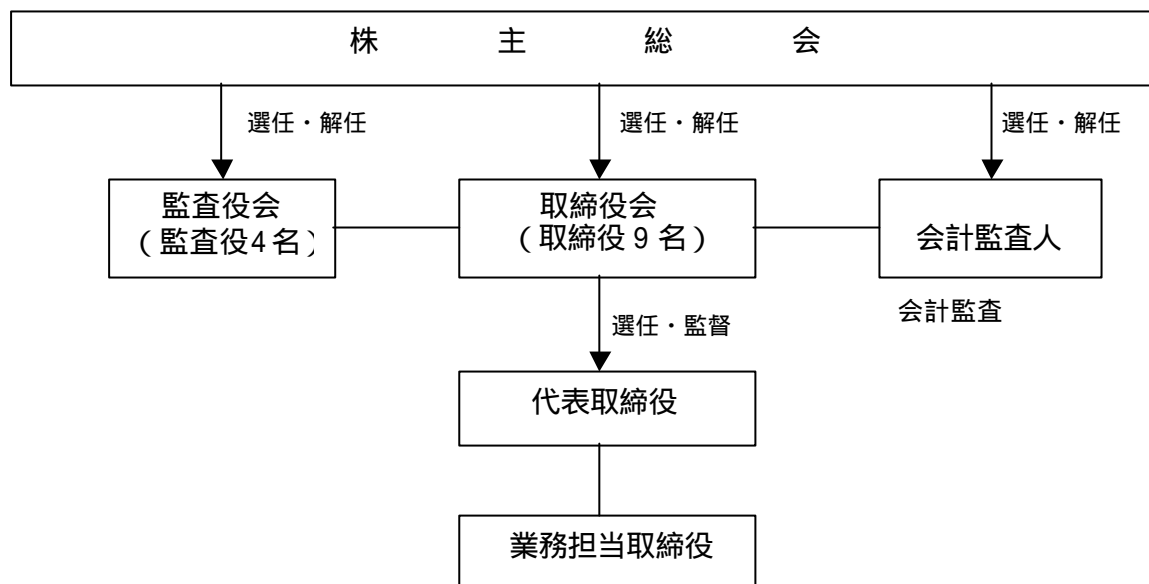 株主総会
選任・解任
選任・解任
選任・解任
監査役会
（監査役4名）
取締役会
（取締役9名）
会計監査人
会計監査
選任・監督
代表取締役
業務担当取締役